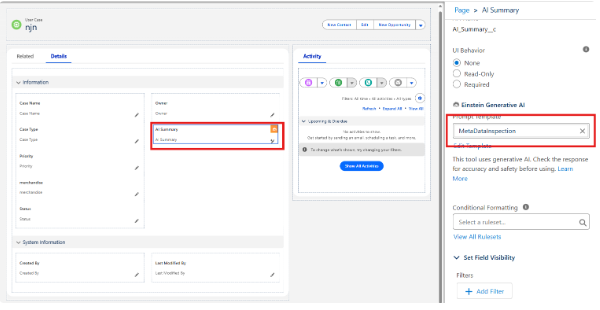 User Case
njn
New Contact
Edit
New Opportunity
Related
Details
Information
Case Name
Case Name
Owner
Owner
Case Type
Case Type
AI Summary
AI Summary
Priority
Priority
merchandise
merchandise
Status
Status
System Information
Created By
Created By
Last Modified By
Last Modified By
Activity
Filters: All time • All activities • All types
Refresh • Expand All • View All
Upcoming & Overdue
No activities to show.
Get started by sending an email, scheduling a task, and more.
To change what's shown, try changing your filters.
Show All Activities
Page > AI Summary
AI_Summary__c
UI Behavior
None
Read-Only
Required
Einstein Generative AI
Prompt Template
MetaDataInspection
Edit Template
This tool uses generative AI. Check the response
for accuracy and safety before using. Learn
More
Conditional Formatting
Select a ruleset...
View All Rulesets
Set Field Visibility
Filters
+ Add Filter